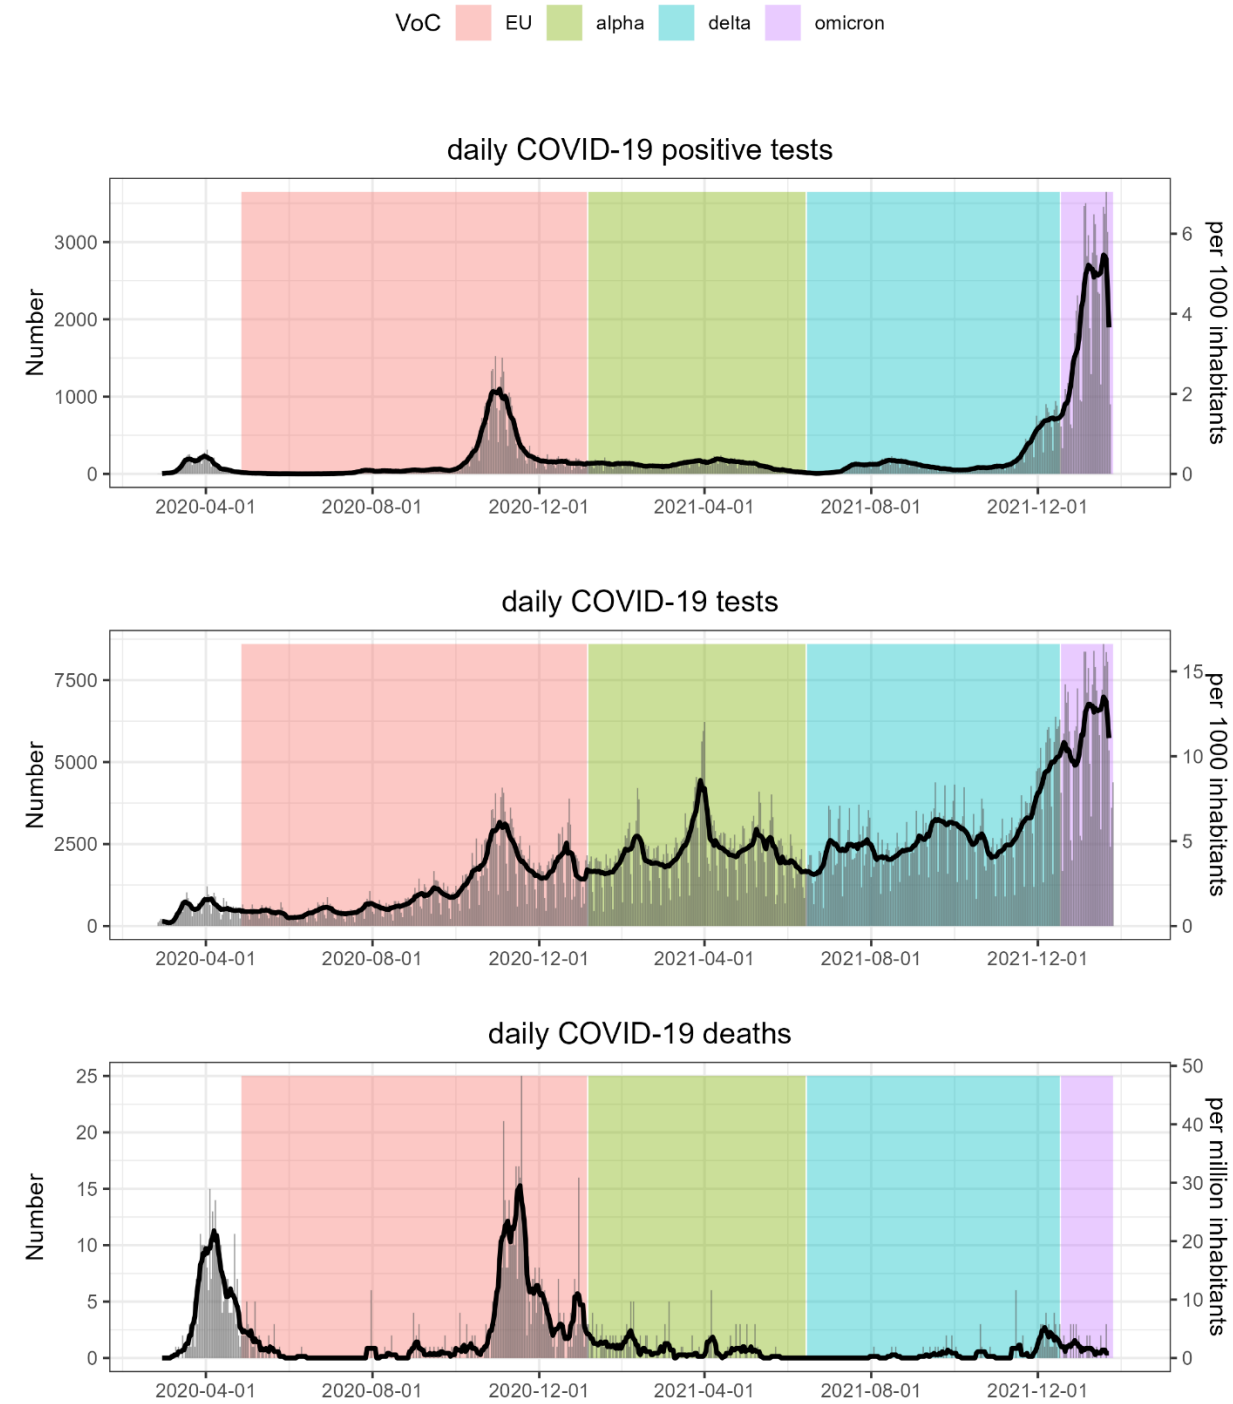 VoC EU alpha delta omicron
daily COVID-19 positive tests
Number
3000
2000
1000
0
6
4
2
0
per 1000 inhabitants
2020-04-01 2020-08-01 2020-12-01 2021-04-01 2021-08-01 2021-12-01
daily COVID-19 tests
Number
7500
5000
2500
0
15
10
5
0
per 1000 inhabitants
2020-04-01 2020-08-01 2020-12-01 2021-04-01 2021-08-01 2021-12-01
daily COVID-19 deaths
Number
25
20
15
10
5
0
50
40
30
20
10
0
per million inhabitants
2020-04-01 2020-08-01 2020-12-01 2021-04-01 2021-08-01 2021-12-01